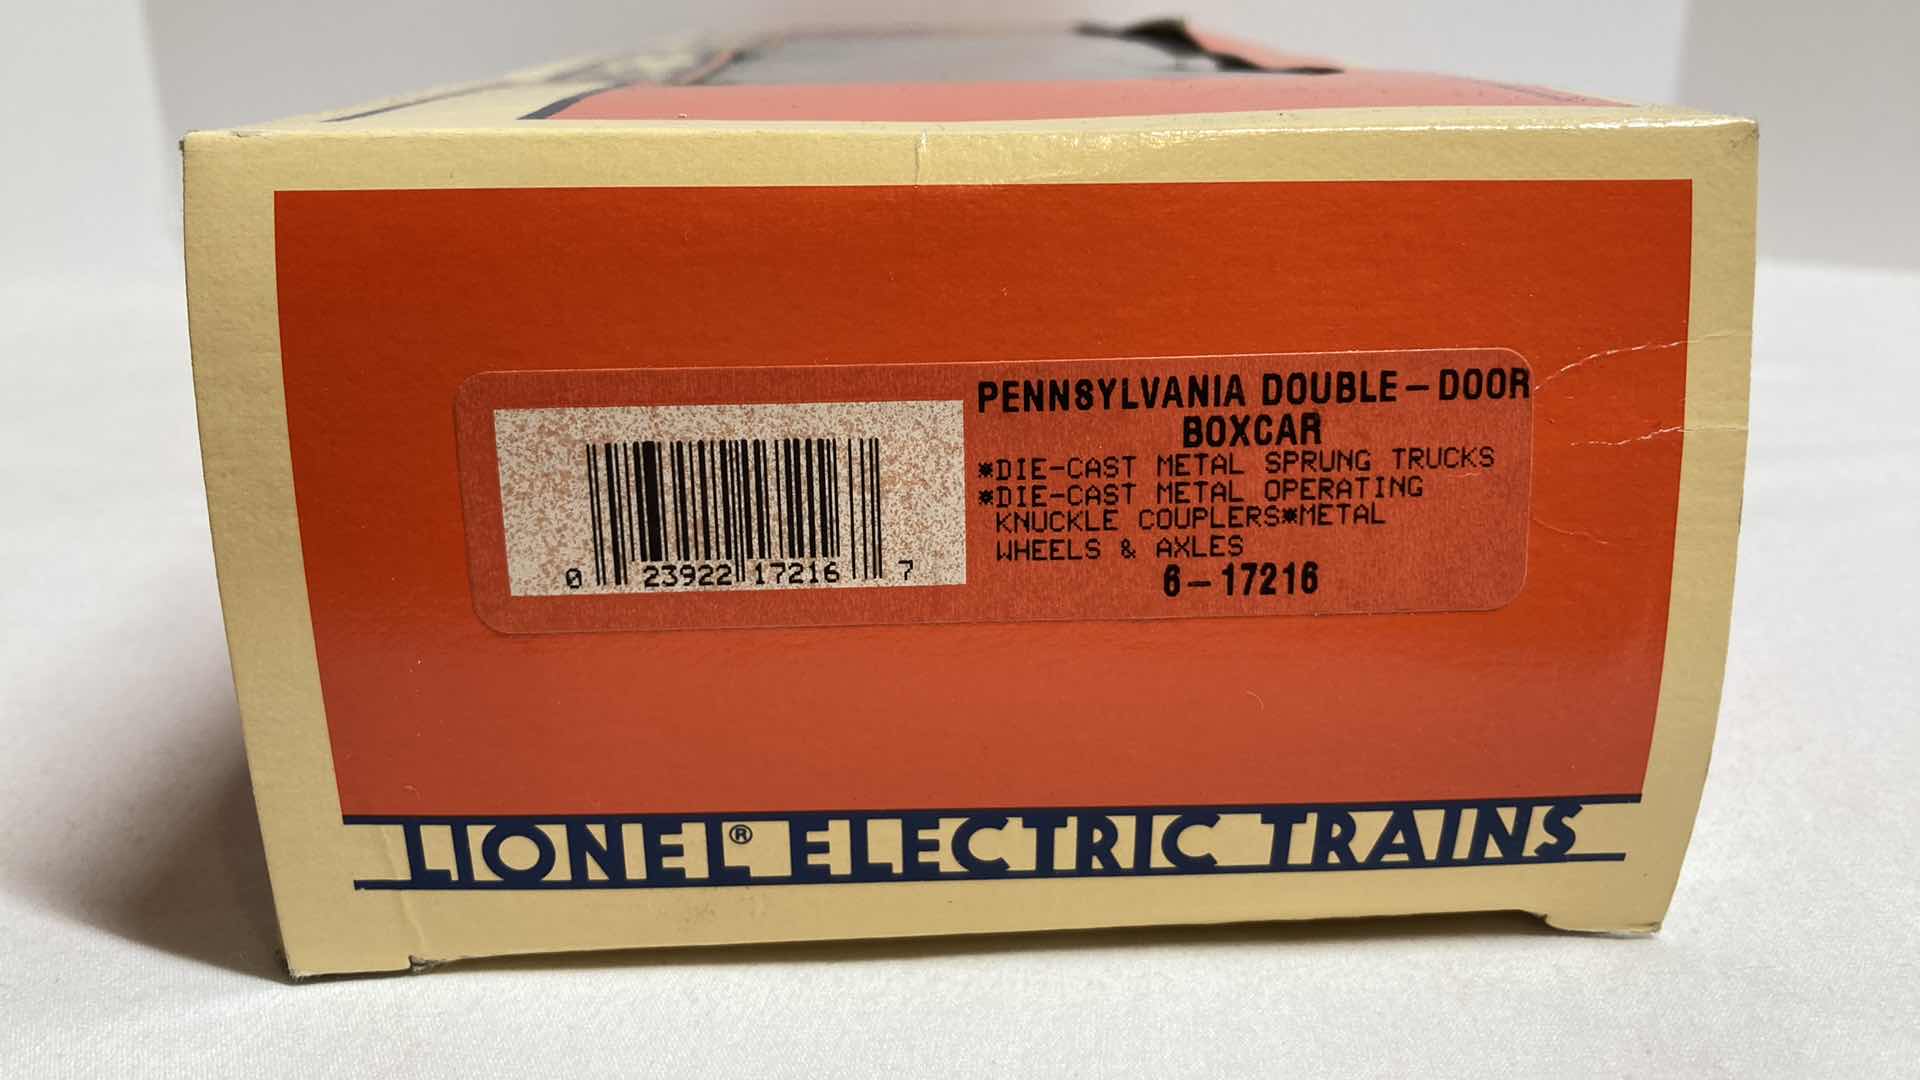 PENNSYLVANIA DOUBLE-DOOR
BOXCAR
*DIE-CAST METAL SPRUNG TRUCKS
*DIE-CAST METAL OPERATING
KNUCKLE COUPLERS*METAL
WHEELS & AXLES
6-17216
0 23922 17216 7
LIONEL® ELECTRIC TRAINS